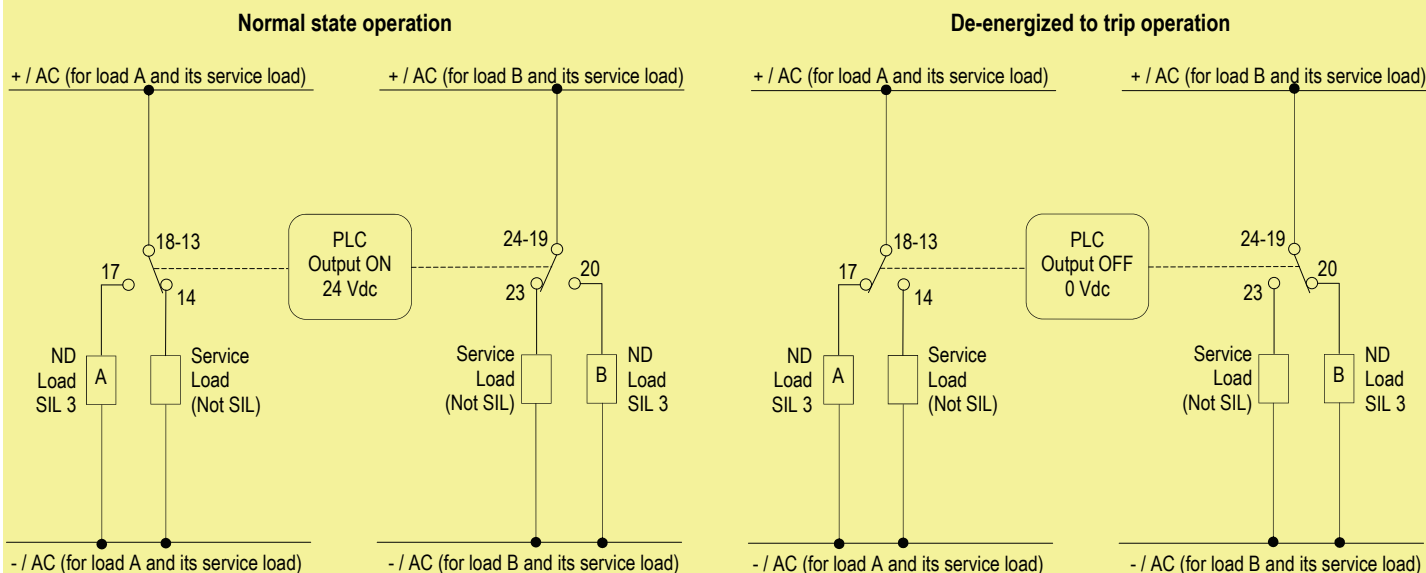 Normal state operation
De-energized to trip operation
+ / AC (for load A and its service load)
+ / AC (for load B and its service load)
+ / AC (for load A and its service load)
+ / AC (for load B and its service load)
18-13
17
14
PLC
Output ON
24 Vdc
24-19
20
23
18-13
17
14
PLC
Output OFF
0 Vdc
24-19
20
23
ND
Load
SIL 3
A
Service
Load
(Not SIL)
Service
Load
(Not SIL)
B
ND
Load
SIL 3
ND
Load
SIL 3
A
Service
Load
(Not SIL)
Service
Load
(Not SIL)
B
ND
Load
SIL 3
- / AC (for load A and its service load)
- / AC (for load B and its service load)
- / AC (for load A and its service load)
- / AC (for load B and its service load)